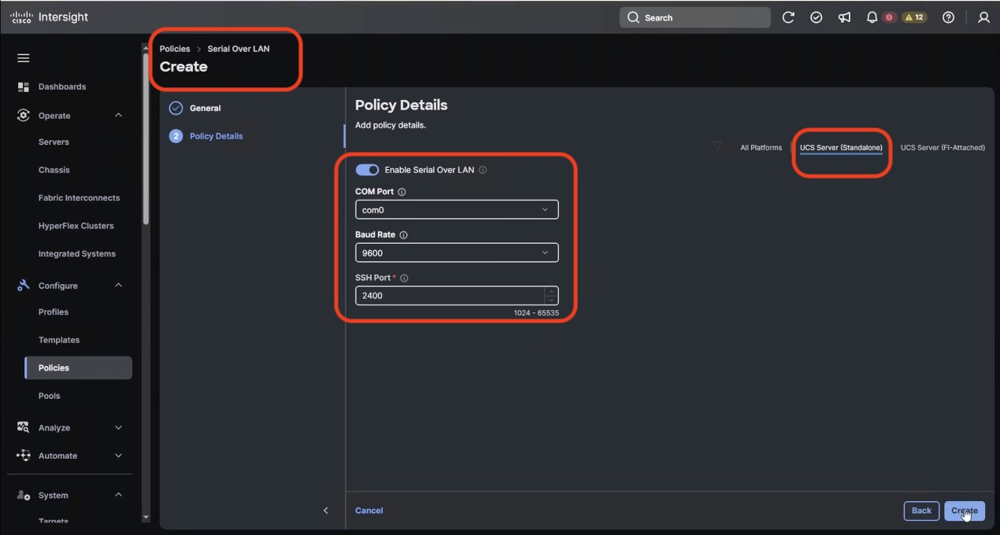 CISCO Intersight
Search
12
Dashboards
Operate
Servers
Chassis
Fabric Interconnects
HyperFlex Clusters
Integrated Systems
Configure
Profiles
Templates
Policies
Pools
Analyze
Automate
System
Targets
Policies > Serial Over LAN
Create
General
2 Policy Details
Policy Details
Add policy details.
All Platforms UCS Server (Standalone) UCS Server (FI-Attached)
Enable Serial Over LAN
COM Port
com0
Baud Rate
9600
SSH Port *
2400
1024 - 65535
Cancel
Back
Create